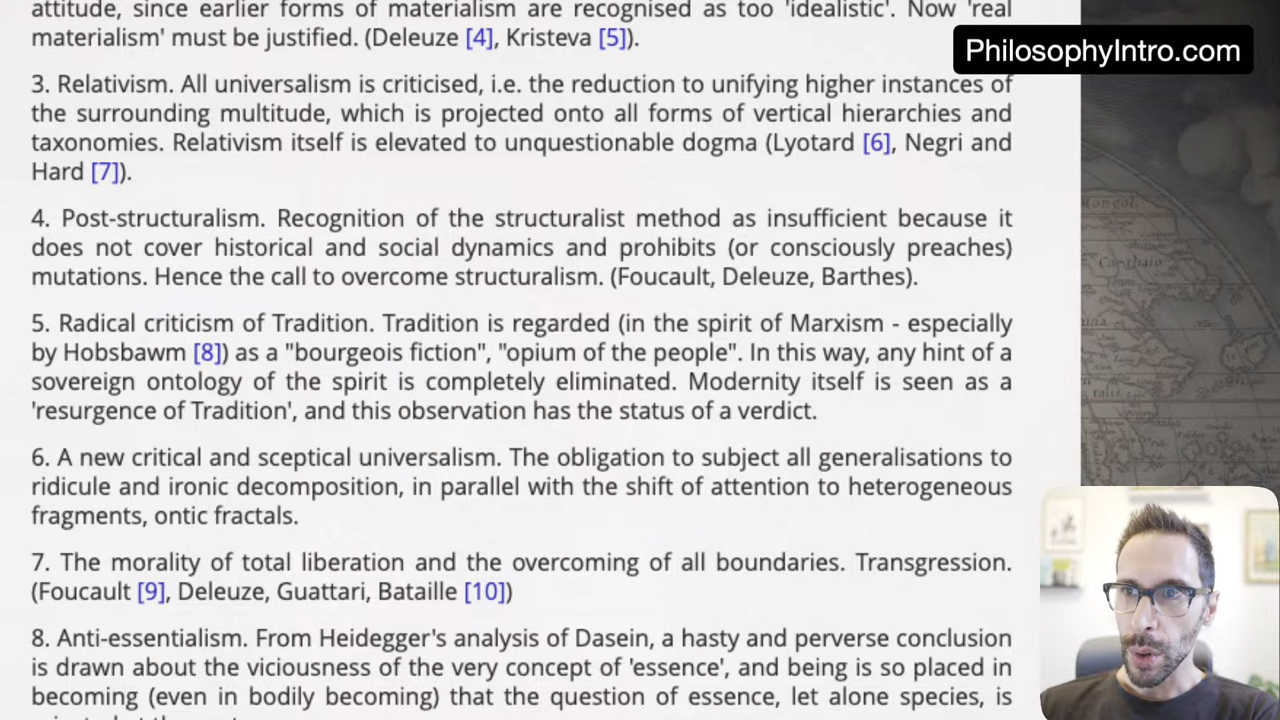 attitude, since earlier forms of materialism are recognised as too 'idealistic'. Now 'real
materialism' must be justified. (Deleuze [4], Kristeva [5]).
PhilosophyIntro.com
3. Relativism. All universalism is criticised, i.e. the reduction to unifying higher instances of
the surrounding multitude, which is projected onto all forms of vertical hierarchies and
taxonomies. Relativism itself is elevated to unquestionable dogma (Lyotard [6], Negri and
Hard [7]).
4. Post-structuralism. Recognition of the structuralist method as insufficient because it
does not cover historical and social dynamics and prohibits (or consciously preaches)
mutations. Hence the call to overcome structuralism. (Foucault, Deleuze, Barthes).
5. Radical criticism of Tradition. Tradition is regarded (in the spirit of Marxism - especially
by Hobsbawm [8]) as a "bourgeois fiction", "opium of the people". In this way, any hint of a
sovereign ontology of the spirit is completely eliminated. Modernity itself is seen as a
'resurgence of Tradition', and this observation has the status of a verdict.
6. A new critical and sceptical universalism. The obligation to subject all generalisations to
ridicule and ironic decomposition, in parallel with the shift of attention to heterogeneous
fragments, ontic fractals.
7. The morality of total liberation and the overcoming of all boundaries. Transgression.
(Foucault [9], Deleuze, Guattari, Bataille [10])
8. Anti-essentialism. From Heidegger's analysis of Dasein, a hasty and perverse conclusion
is drawn about the viciousness of the very concept of 'essence', and being is so placed in
becoming (even in bodily becoming) that the question of essence, let alone species, is